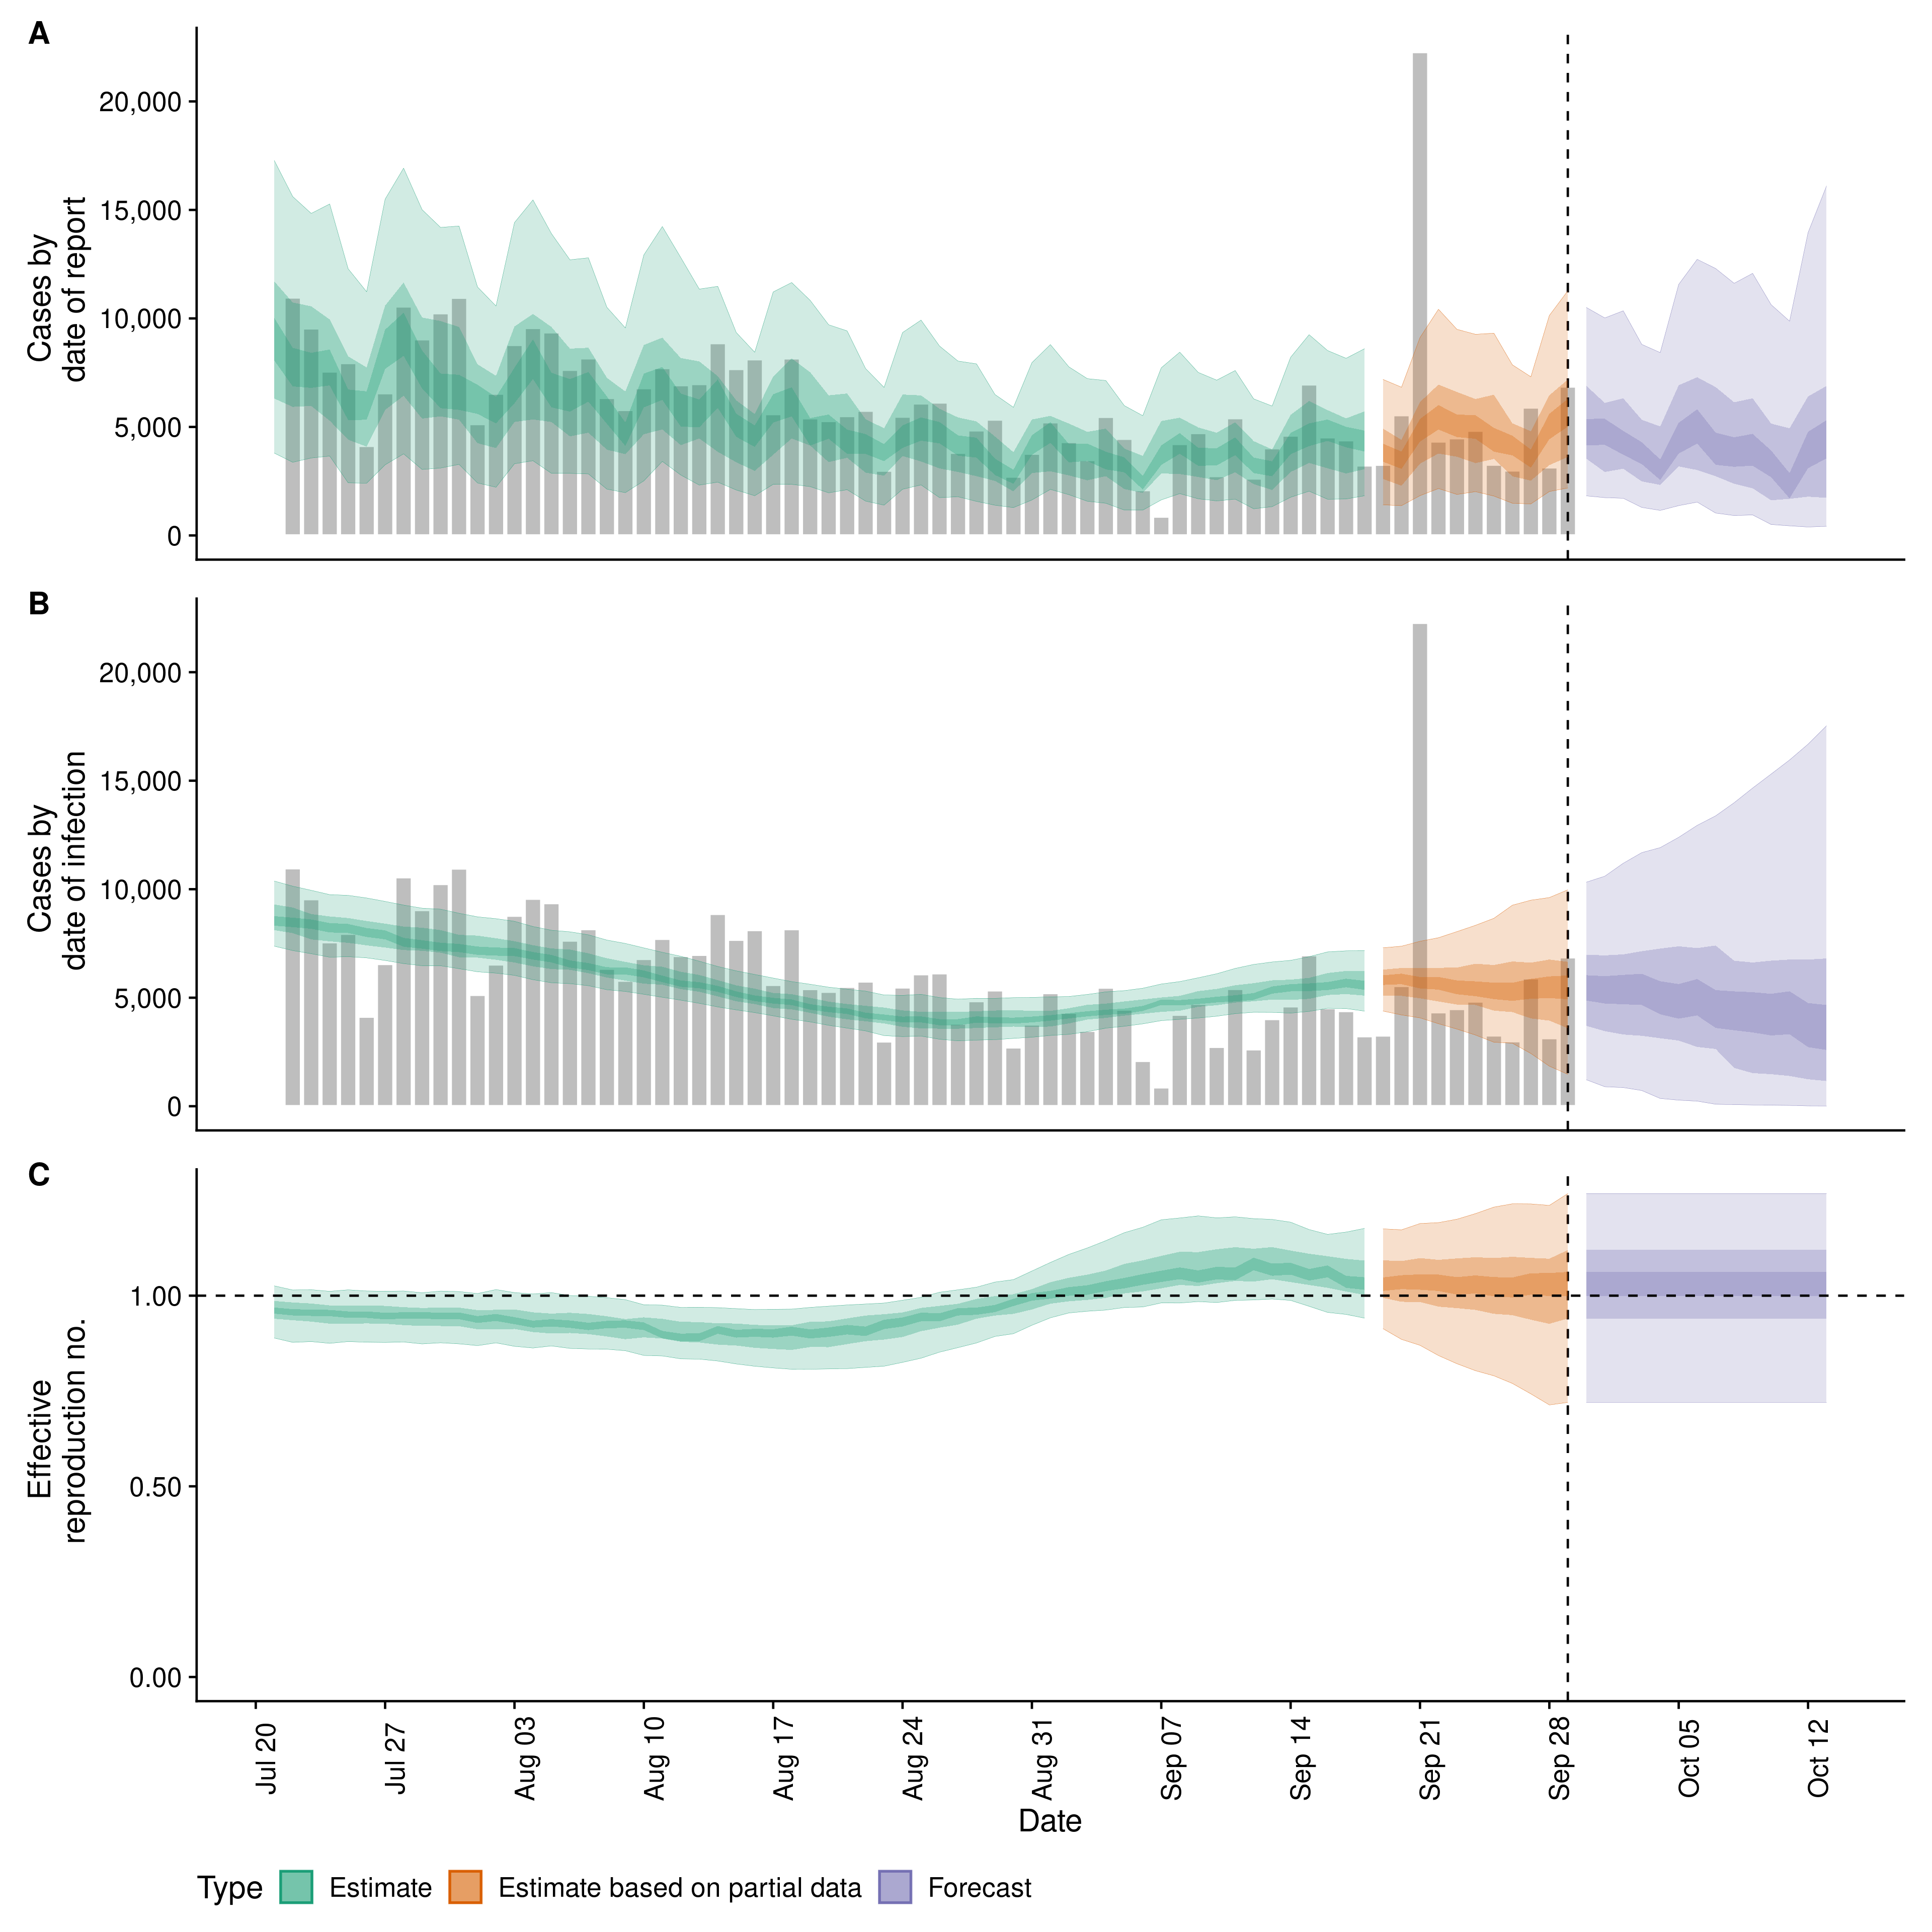 A
Cases by
date of report
20,000
15,000
10,000
5,000
0
B
Cases by
date of infection
20,000
15,000
10,000
5,000
0
C
Effective
reproduction no.
1.00
0.50
0.00
Jul 20
Jul 27
Aug 03
Aug 10
Aug 17
Aug 24
Aug 31
Sep 07
Sep 14
Sep 21
Sep 28
Oct 05
Oct 12
Date
Type Estimate Estimate based on partial data Forecast